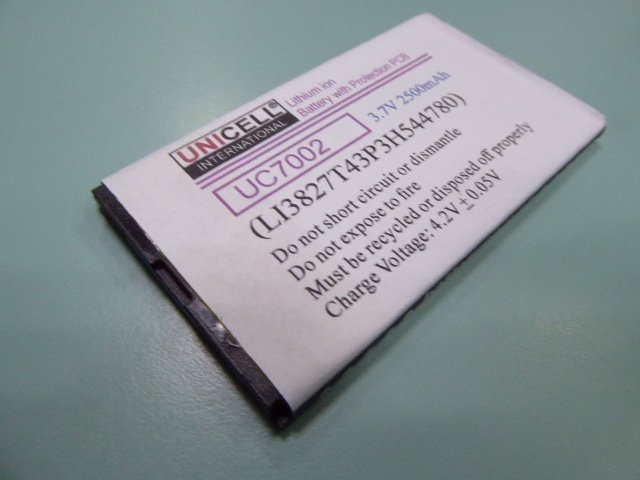 UNICELL®
INTERNATIONAL
Lithium ion
Battery with Protection PCB
UC7002
3.7V 2500mAh
(LI3827T43P3H544780)
Do not short circuit or dismantle
Do not expose to fire
Must be recycled or disposed off properly
Charge Voltage: 4.2V ± 0.05V